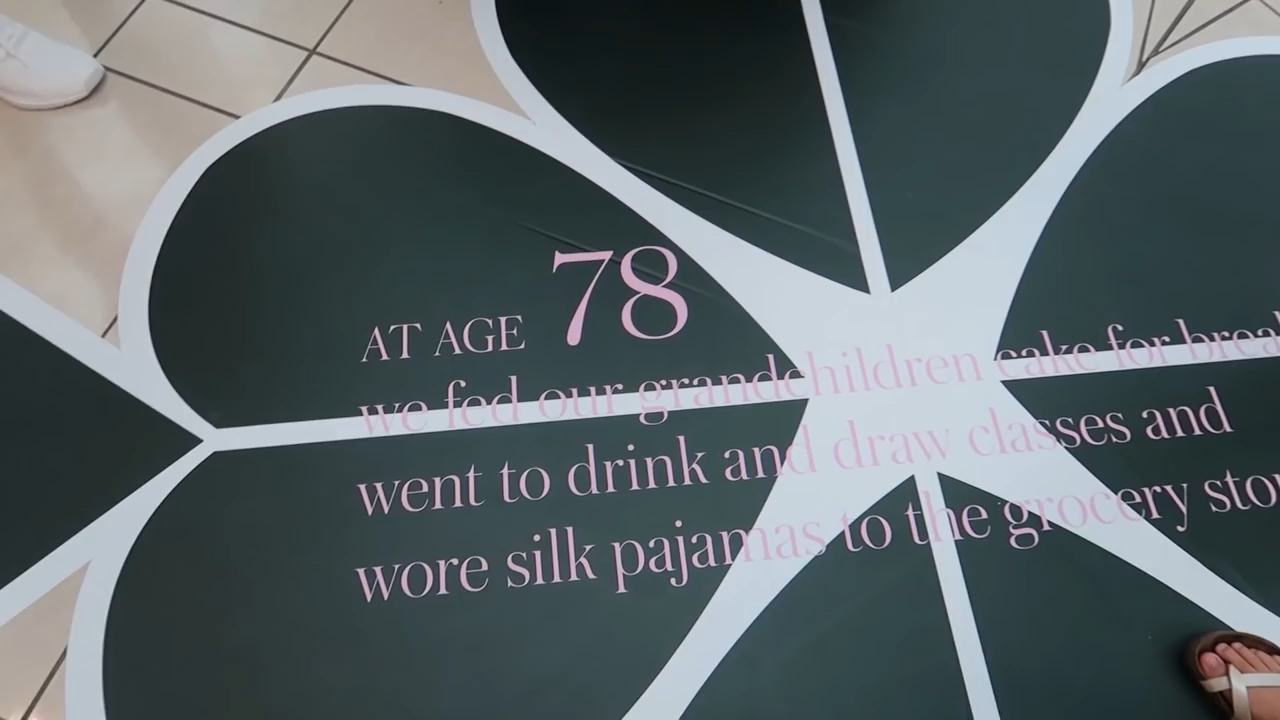 AT AGE 78
we fed our grandchildren cake for
went to drink and draw classes and
wore silk pajamas to the grocery